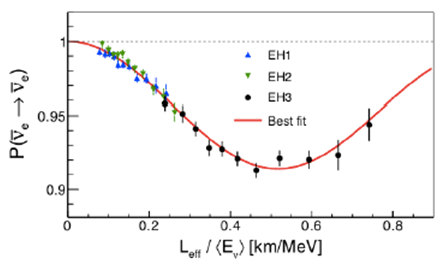 1
0.95
0.9
P(ν̄e → ν̄e)
EH1
EH2
EH3
Best fit
0 0.2 0.4 0.6 0.8
Leff / ⟨Eν⟩ [km/MeV]